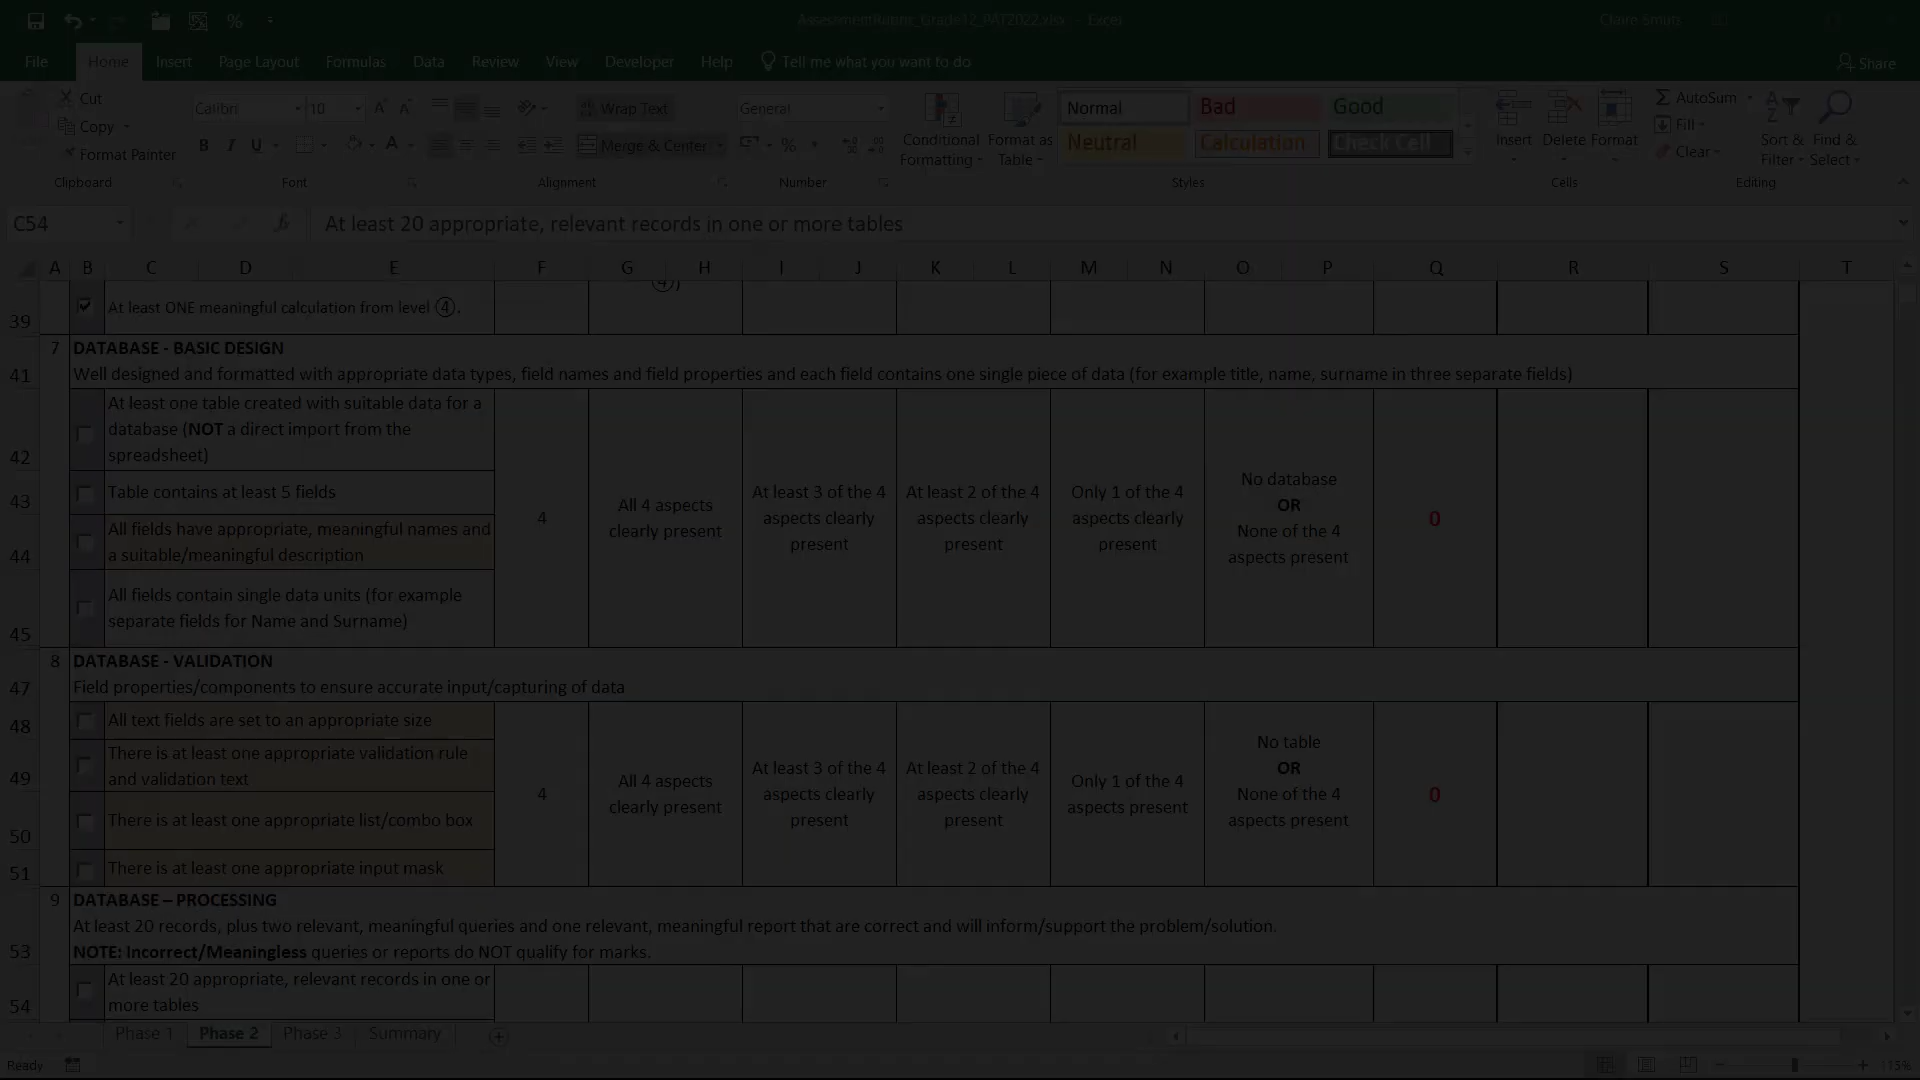 AssessmentRubric_Grade12_PAT2022.xlsx - Excel
Claire Smuts
File Home Insert Page Layout Formulas Data Review View Developer Help Tell me what you want to do Share
Cut
Copy
Format Painter
Clipboard
Calibri 10
B I U
Font
Wrap Text
Merge & Center
Alignment
General
%
Number
Conditional Formatting
Format as Table
Normal Bad Good
Neutral Calculation Check Cell
Styles
Insert Delete Format
Cells
AutoSum
Fill
Clear
Sort & Filter
Find & Select
Editing
C54 fx At least 20 appropriate, relevant records in one or more tables
A B C D E F G H I J K L M N O P Q R S T
39 At least ONE meaningful calculation from level ④.
④)
7 DATABASE - BASIC DESIGN
41 Well designed and formatted with appropriate data types, field names and field properties and each field contains one single piece of data (for example title, name, surname in three separate fields)
At least one table created with suitable data for a
database (NOT a direct import from the
42 spreadsheet)
43 Table contains at least 5 fields
All fields have appropriate, meaningful names and
44 a suitable/meaningful description
All fields contain single data units (for example
45 separate fields for Name and Surname)
4
All 4 aspects
clearly present
At least 3 of the 4
aspects clearly
present
At least 2 of the 4
aspects clearly
present
Only 1 of the 4
aspects clearly
present
No database
OR
None of the 4
aspects present
0
8 DATABASE - VALIDATION
47 Field properties/components to ensure accurate input/capturing of data
48 All text fields are set to an appropriate size
There is at least one appropriate validation rule
49 and validation text
50 There is at least one appropriate list/combo box
51 There is at least one appropriate input mask
4
All 4 aspects
clearly present
At least 3 of the 4
aspects clearly
present
At least 2 of the 4
aspects clearly
present
Only 1 of the 4
aspects present
No table
OR
None of the 4
aspects present
0
9 DATABASE – PROCESSING
At least 20 records, plus two relevant, meaningful queries and one relevant, meaningful report that are correct and will inform/support the problem/solution.
53 NOTE: Incorrect/Meaningless queries or reports do NOT qualify for marks.
At least 20 appropriate, relevant records in one or
54 more tables
Phase 1 Phase 2 Phase 3 Summary
Ready 115%